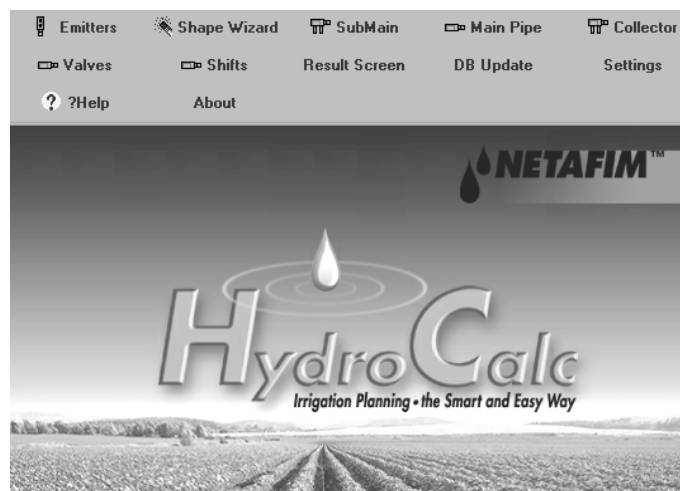 Emitters Shape Wizard SubMain Main Pipe Collector
Valves Shifts Result Screen DB Update Settings
? ?Help About
NETAFIM™
HydroCalc
Irrigation Planning • the Smart and Easy Way